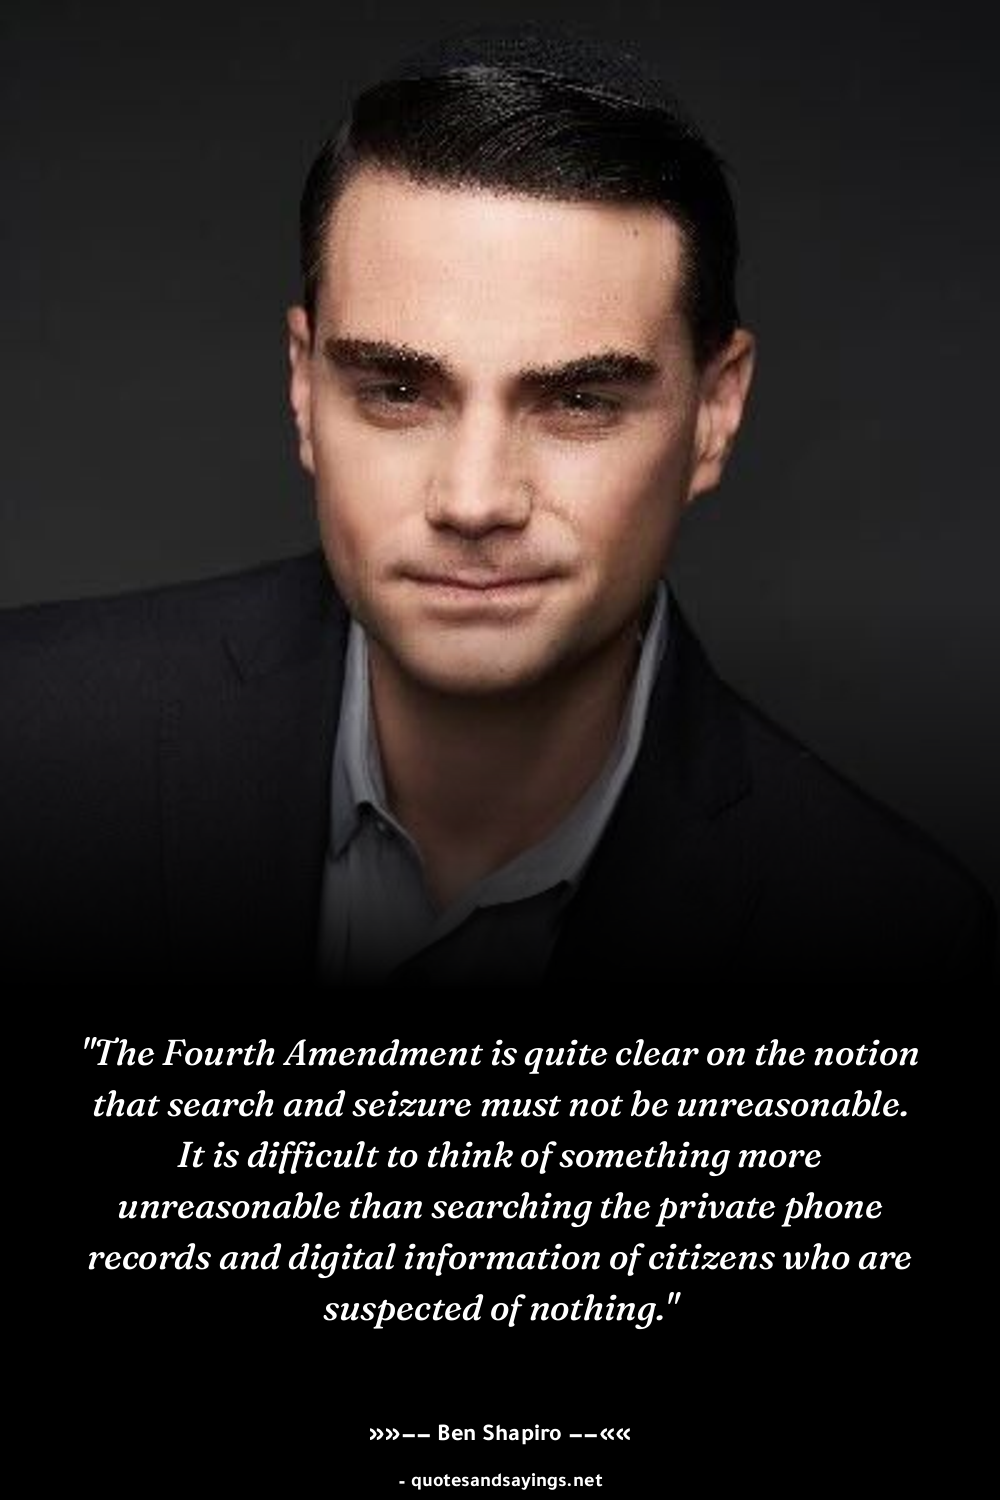 "The Fourth Amendment is quite clear on the notion
that search and seizure must not be unreasonable.
It is difficult to think of something more
unreasonable than searching the private phone
records and digital information of citizens who are
suspected of nothing."
»»—— Ben Shapiro ——««
- quotesandsayings.net